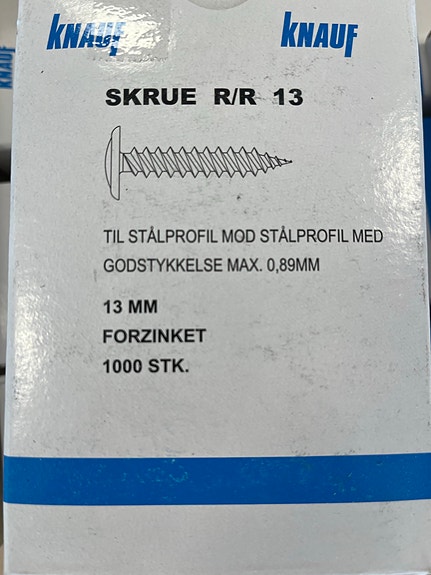 KNAUF KNAUF
SKRUE R/R 13
TIL STÅLPROFIL MOD STÅLPROFIL MED
GODSTYKKELSE MAX. 0,89MM
13 MM
FORZINKET
1000 STK.